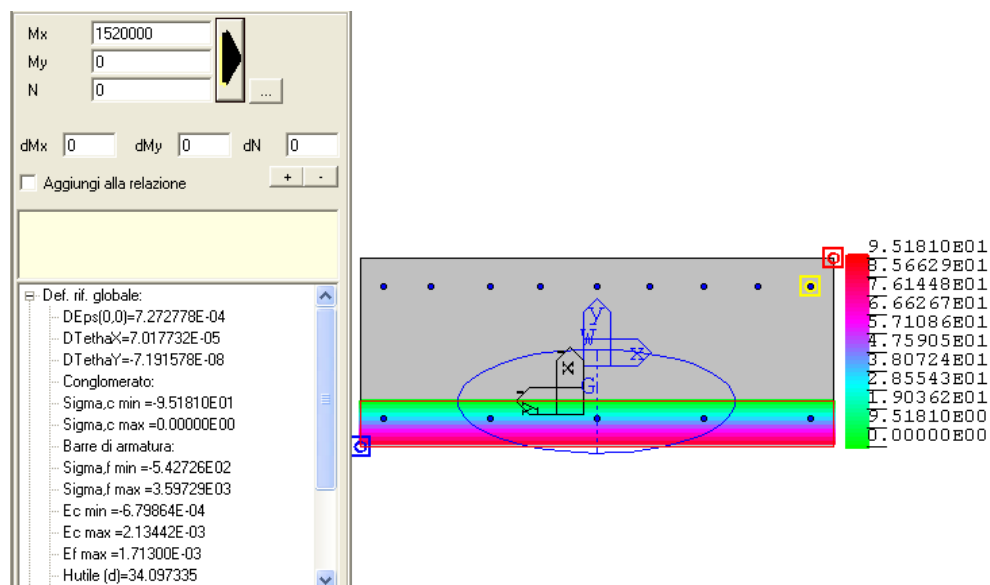 Mx 1520000
My 0
N 0
...
dMx 0 dMy 0 dN 0
+ -
Aggiungi alla relazione
Def. rif. globale:
DEps(0,0)=7.272778E-04
DTethaX=7.017732E-05
DTethaY=-7.191578E-08
Conglomerato:
Sigma,c min =-9.51810E01
Sigma,c max =0.00000E00
Barre di armatura:
Sigma,f min =-5.42726E02
Sigma,f max =3.59729E03
Ec min =-6.79864E-04
Ec max =2.13442E-03
Ef max =1.71300E-03
Hutile (d)=34.097335
y
W
X
G
X
9.51810E01
8.56629E01
7.61448E01
6.66267E01
5.71086E01
4.75905E01
3.80724E01
2.85543E01
1.90362E01
9.51810E00
0.00000E00